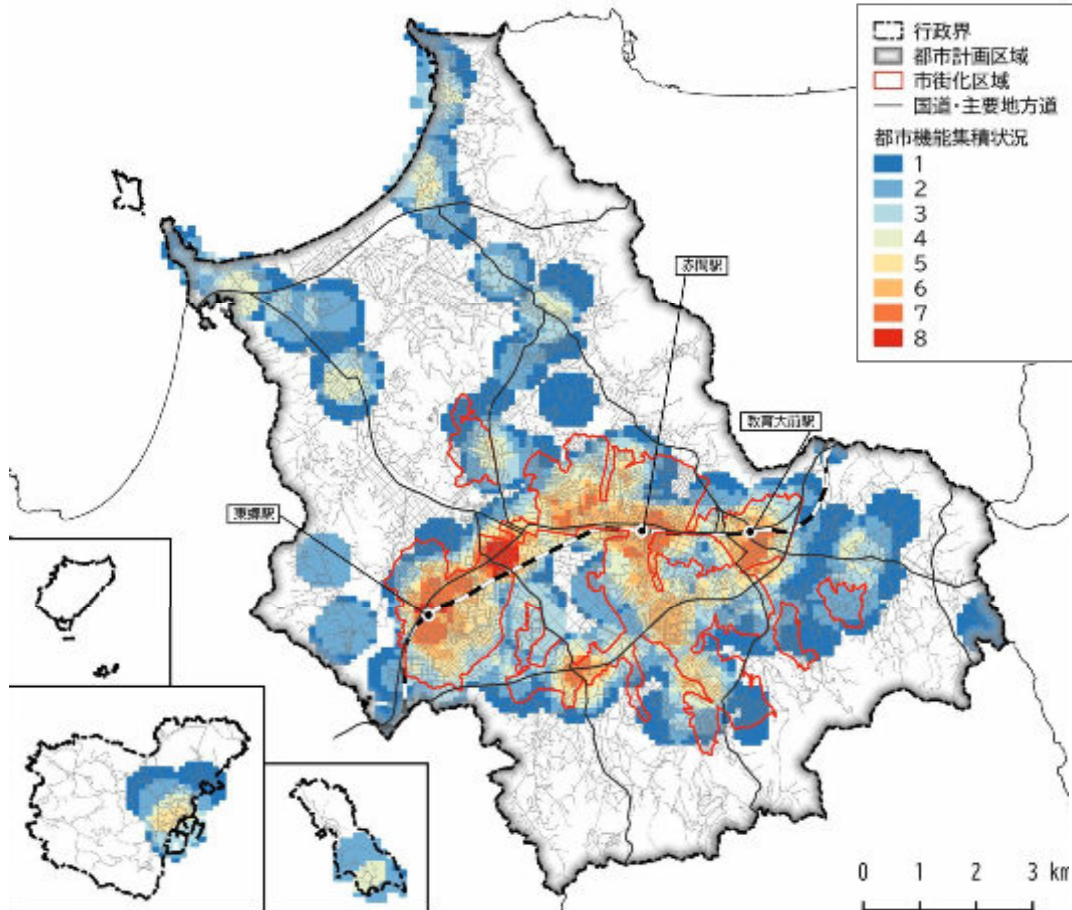 行政界
都市計画区域
市街化区域
国道・主要地方道
都市機能集積状況
1
2
3
4
5
6
7
8
赤間駅
教育大前駅
東郷駅
0 1 2 3 km